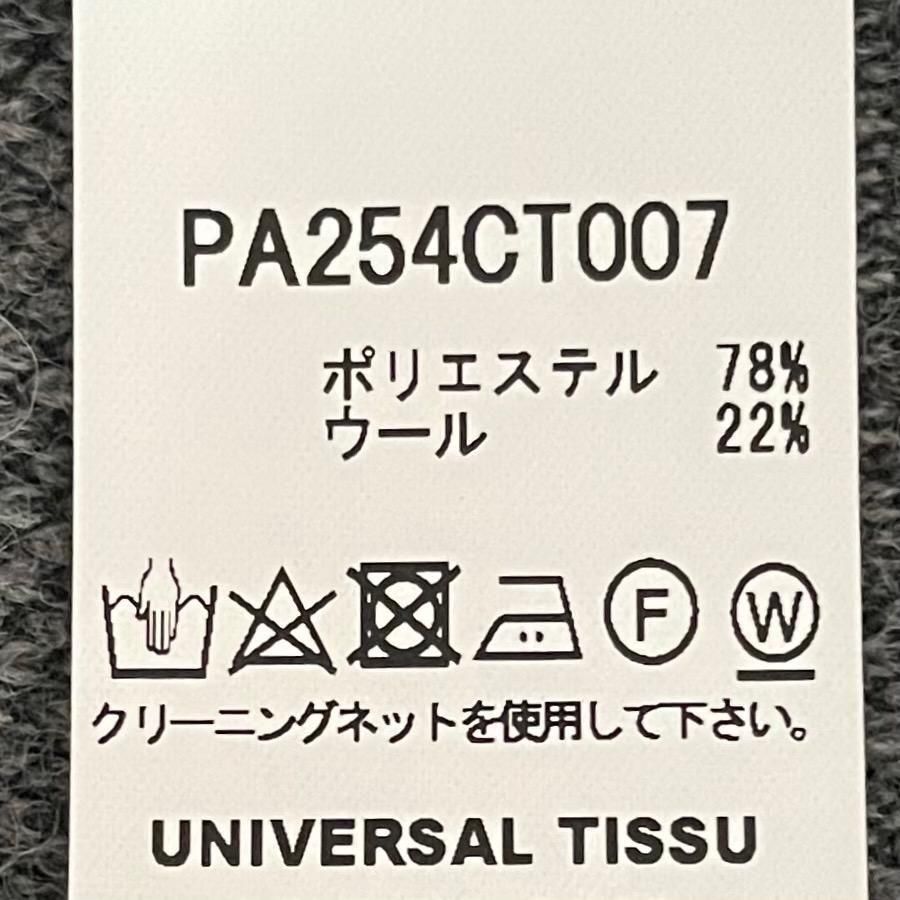 PA254CT007
ポリエステル 78%
ウール 22%
F W
クリーニングネットを使用して下さい。
UNIVERSAL TISSU